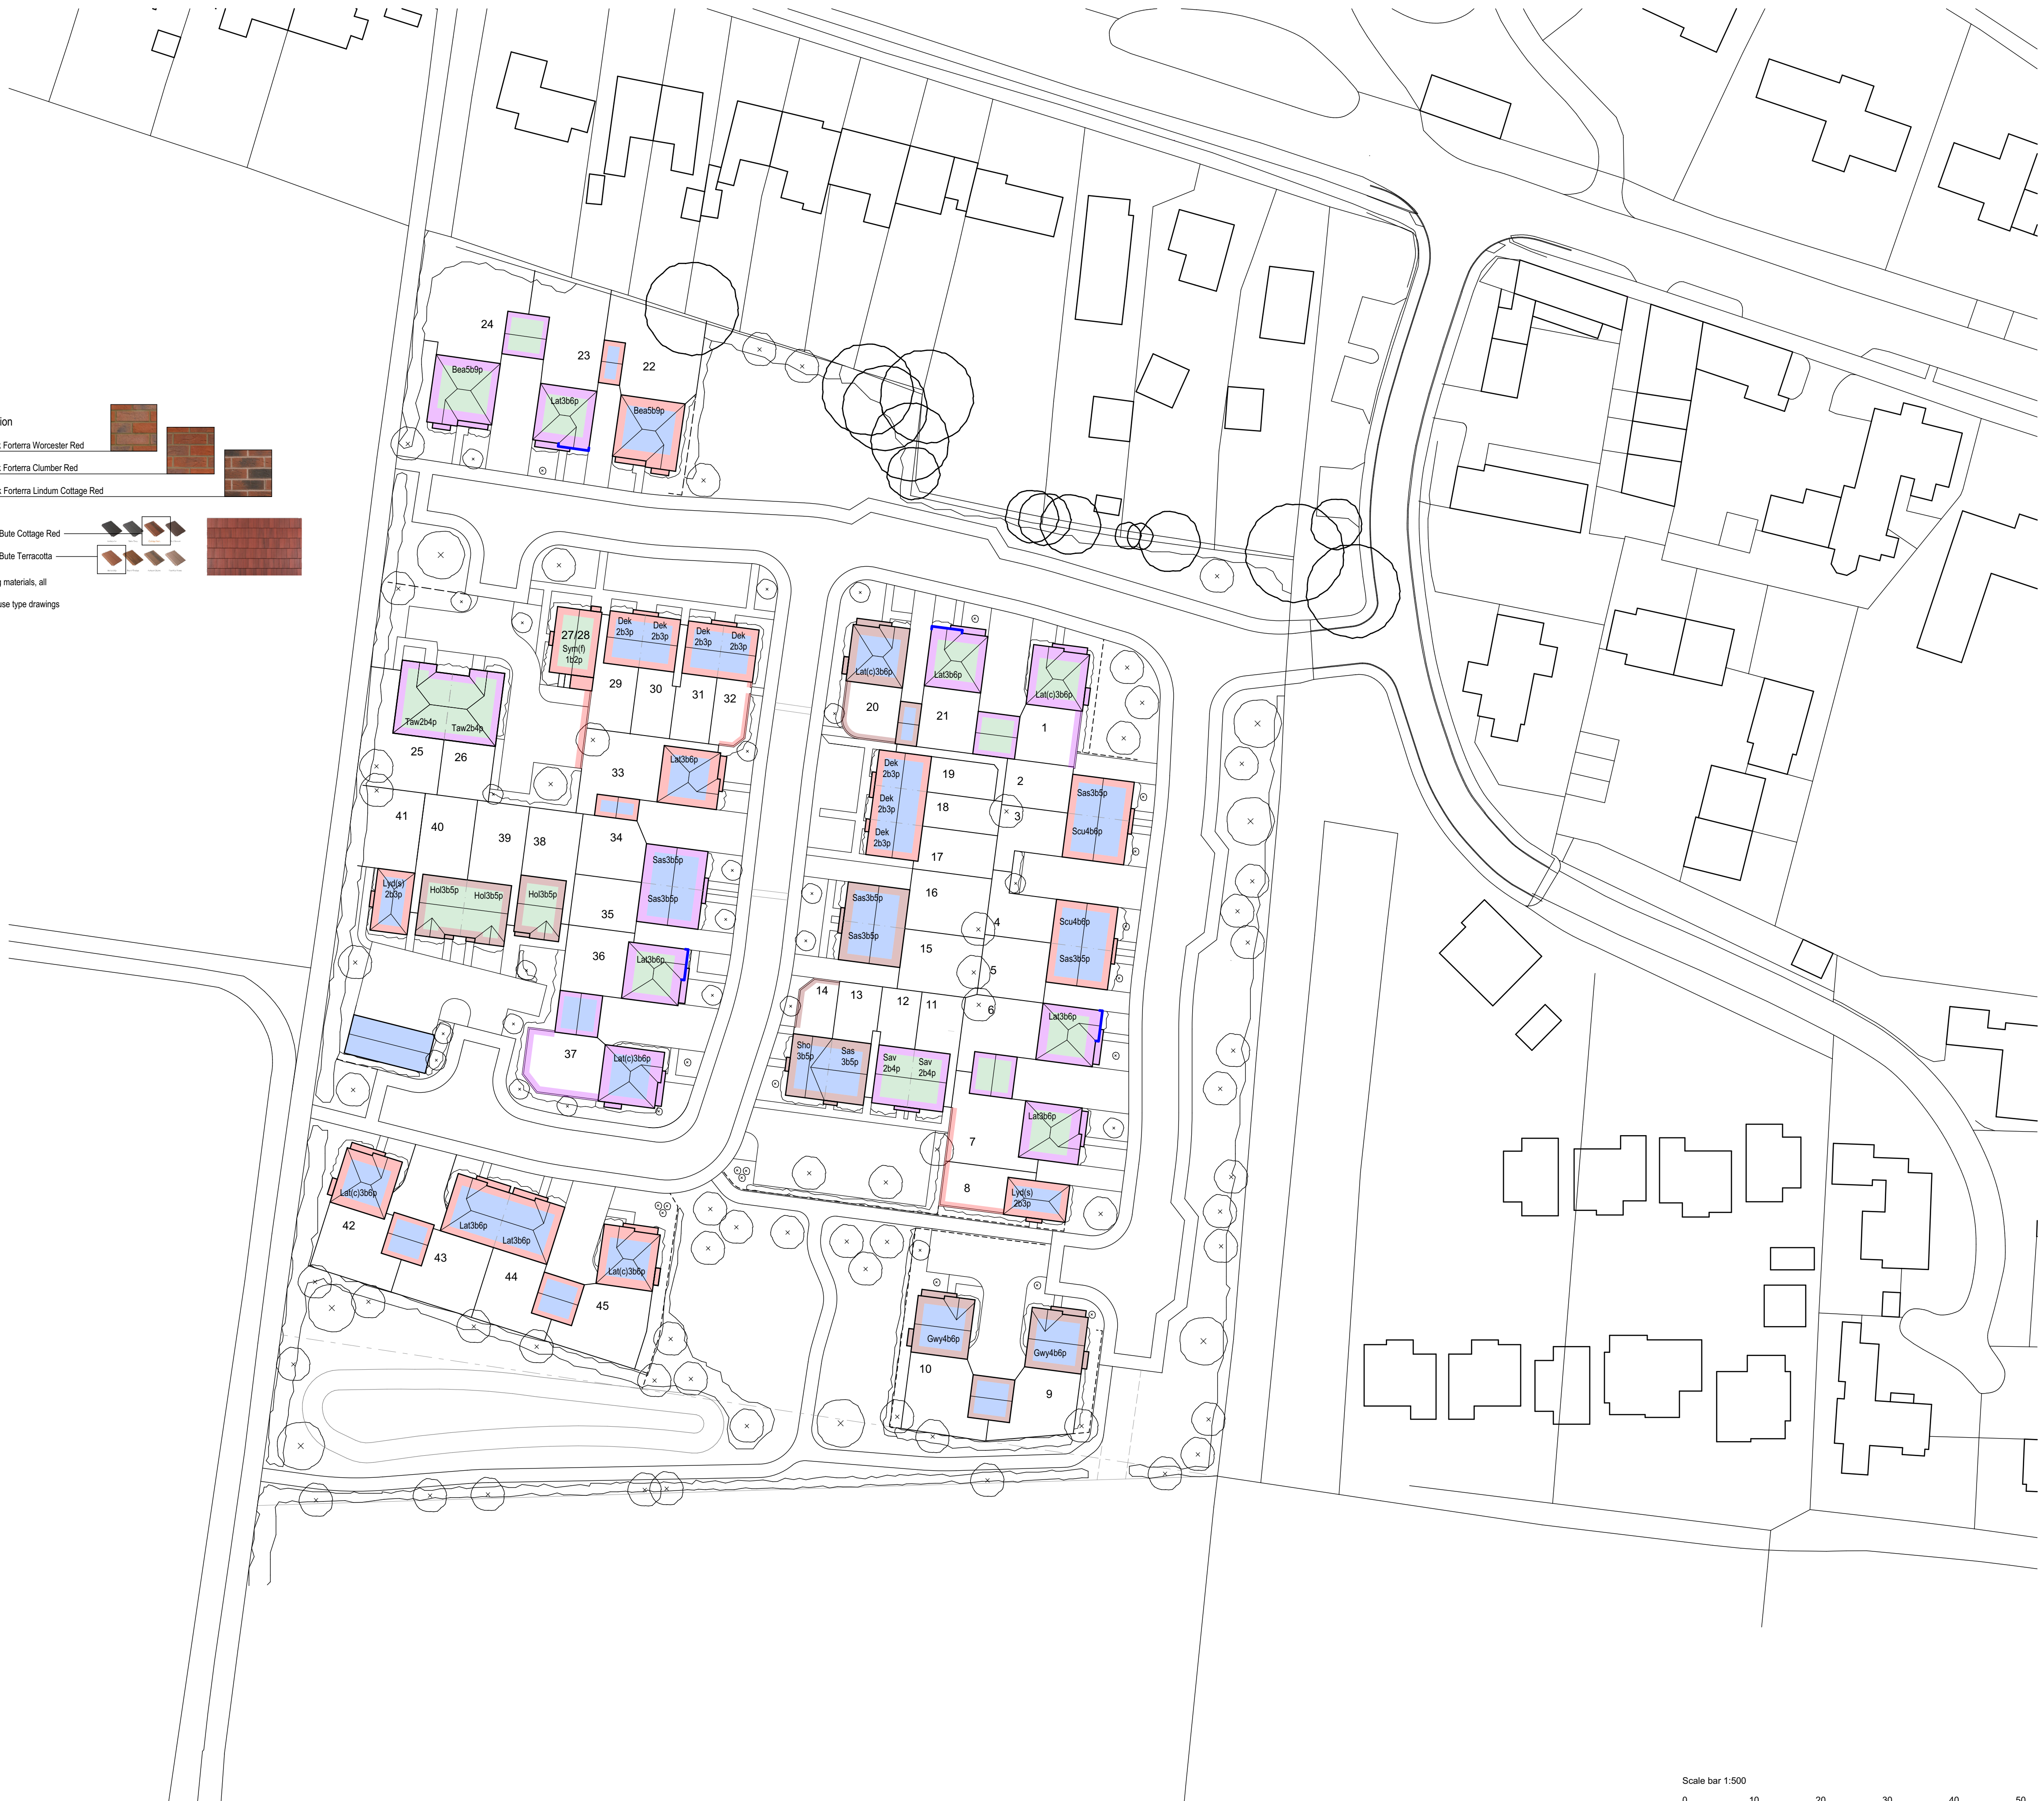 24
23
22
Bea5b9p
Lat3b6p
Bea5b9p
tion
k Forterra Worcester Red
k Forterra Clumber Red
k Forterra Lindum Cottage Red
Bute Cottage Red
Bute Terracotta
g materials, all
use type drawings
27/28
Sym(f)
1b2p
Dek
2b3p
Dek
2b3p
Dek
2b3p
Dek
2b3p
29
30
31
32
Taw2b4p
Taw2b4p
25
26
33
Lat3b6p
Lat(c)3b6p
Lat3b6p
Lat(c)3b6p
20
21
1
Dek
2b3p
Dek
2b3p
Dek
2b3p
19
18
17
2
3
Sas3b5p
Scu4b6p
41
40
39
38
34
Sas3b5p
Sas3b5p
Lyd(s)
2b3p
Hol3b5p
Hol3b5p
Hol3b5p
35
36
Lat3b6p
16
15
Sas3b5p
Sas3b5p
4
5
Scu4b6p
Sas3b5p
14
13
12
11
6
Lat3b6p
37
Lat(c)3b6p
Sho
3b5p
Sas
3b5p
Sav
2b4p
Sav
2b4p
Lat3b6p
7
8
Lyd(s)
2b3p
Lat(c)3b6p
42
43
Lat3b6p
Lat3b6p
44
45
Lat(c)3b6p
Gwy4b6p
Gwy4b6p
10
9
Scale bar 1:500
0 10 20 30 40 50